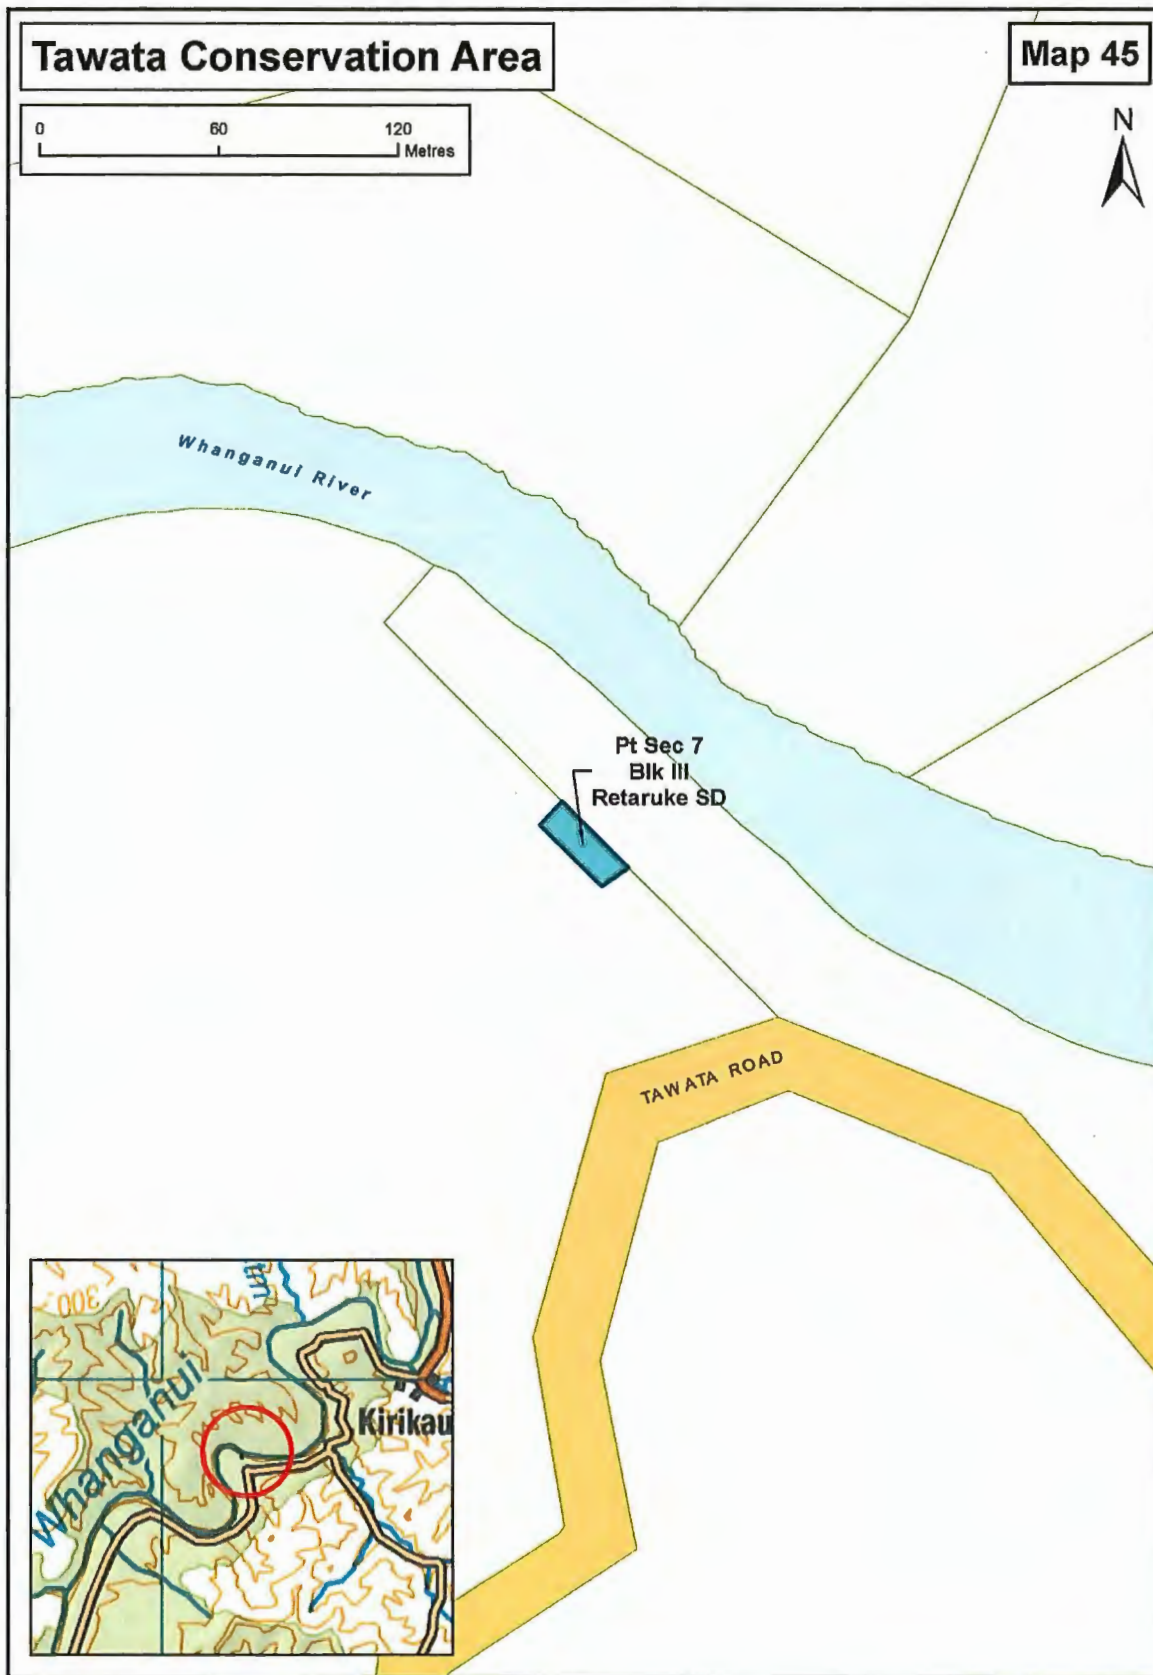 Tawata Conservation Area
Map 45
0 60 120
Metres
N
Whanganui River
Pt Sec 7
Blk III
Retaruke SD
TAWATA ROAD
300
tm
Whanganui
Kirikau